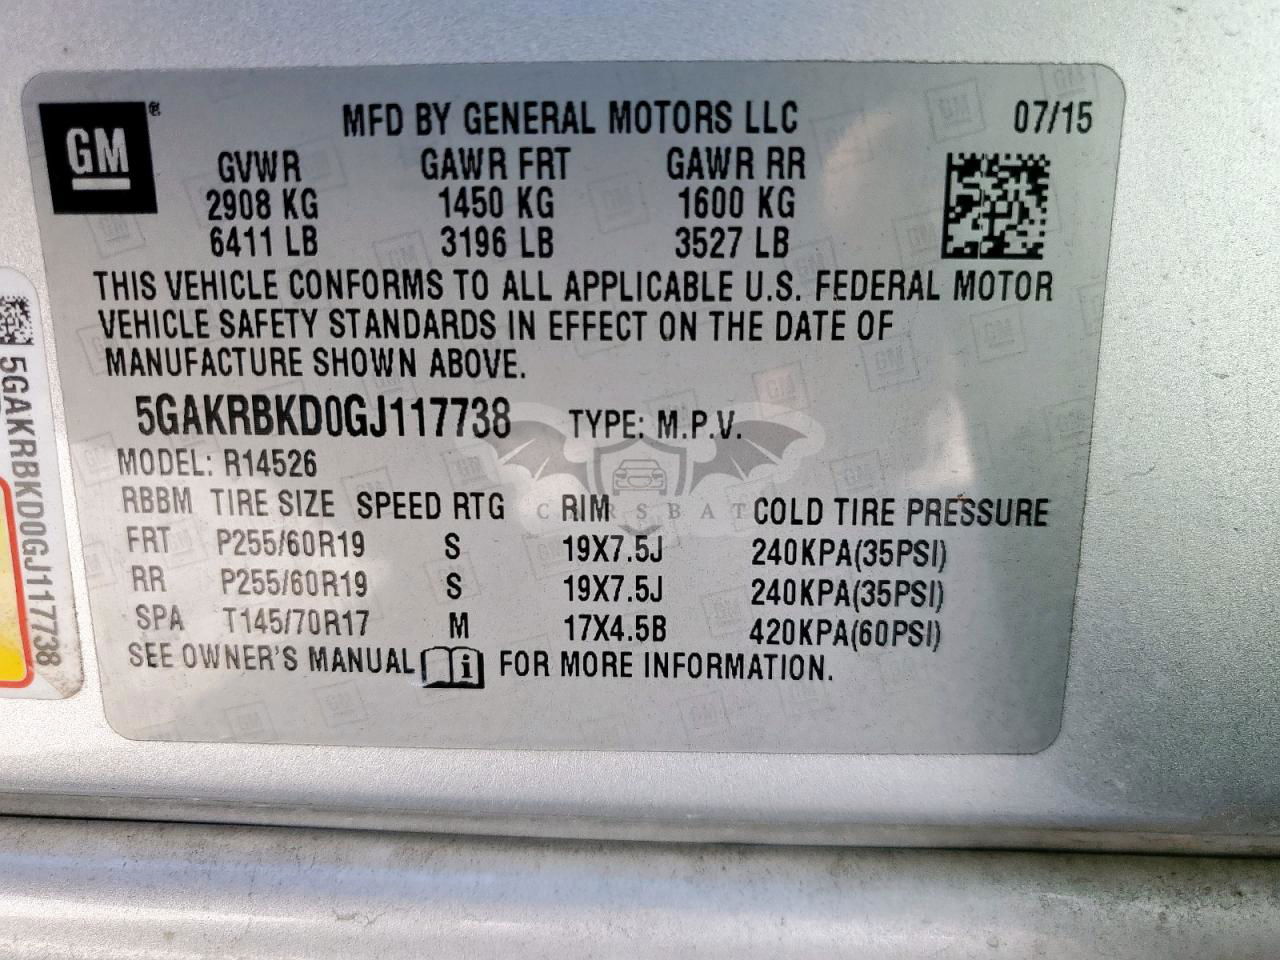 GM®
MFD BY GENERAL MOTORS LLC 07/15
GVWR GAWR FRT GAWR RR
2908 KG 1450 KG 1600 KG
6411 LB 3196 LB 3527 LB
THIS VEHICLE CONFORMS TO ALL APPLICABLE U.S. FEDERAL MOTOR
VEHICLE SAFETY STANDARDS IN EFFECT ON THE DATE OF
MANUFACTURE SHOWN ABOVE.
5GAKRBKD0GJ117738 TYPE: M.P.V.
MODEL: R14526
RBBM TIRE SIZE SPEED RTG RIM COLD TIRE PRESSURE
FRT P255/60R19 S 19X7.5J 240KPA(35PSI)
RR P255/60R19 S 19X7.5J 240KPA(35PSI)
SPA T145/70R17 M 17X4.5B 420KPA(60PSI)
SEE OWNER'S MANUAL i FOR MORE INFORMATION.
5GAKRBKD0GJ117738
CARSBAT